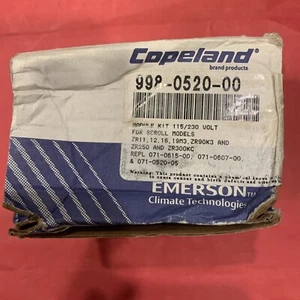 Copeland
brand products
998-0520-00
MODULE KIT 115/230 VOLT
FOR SCROLL MODELS
ZR11,12,16,19M3, ZR90K3 AND
ZR250 AND ZR300KC
REPL 071-0615-00, 071-0607-00
& 071-0520-05
EMERSON
Climate Technologies